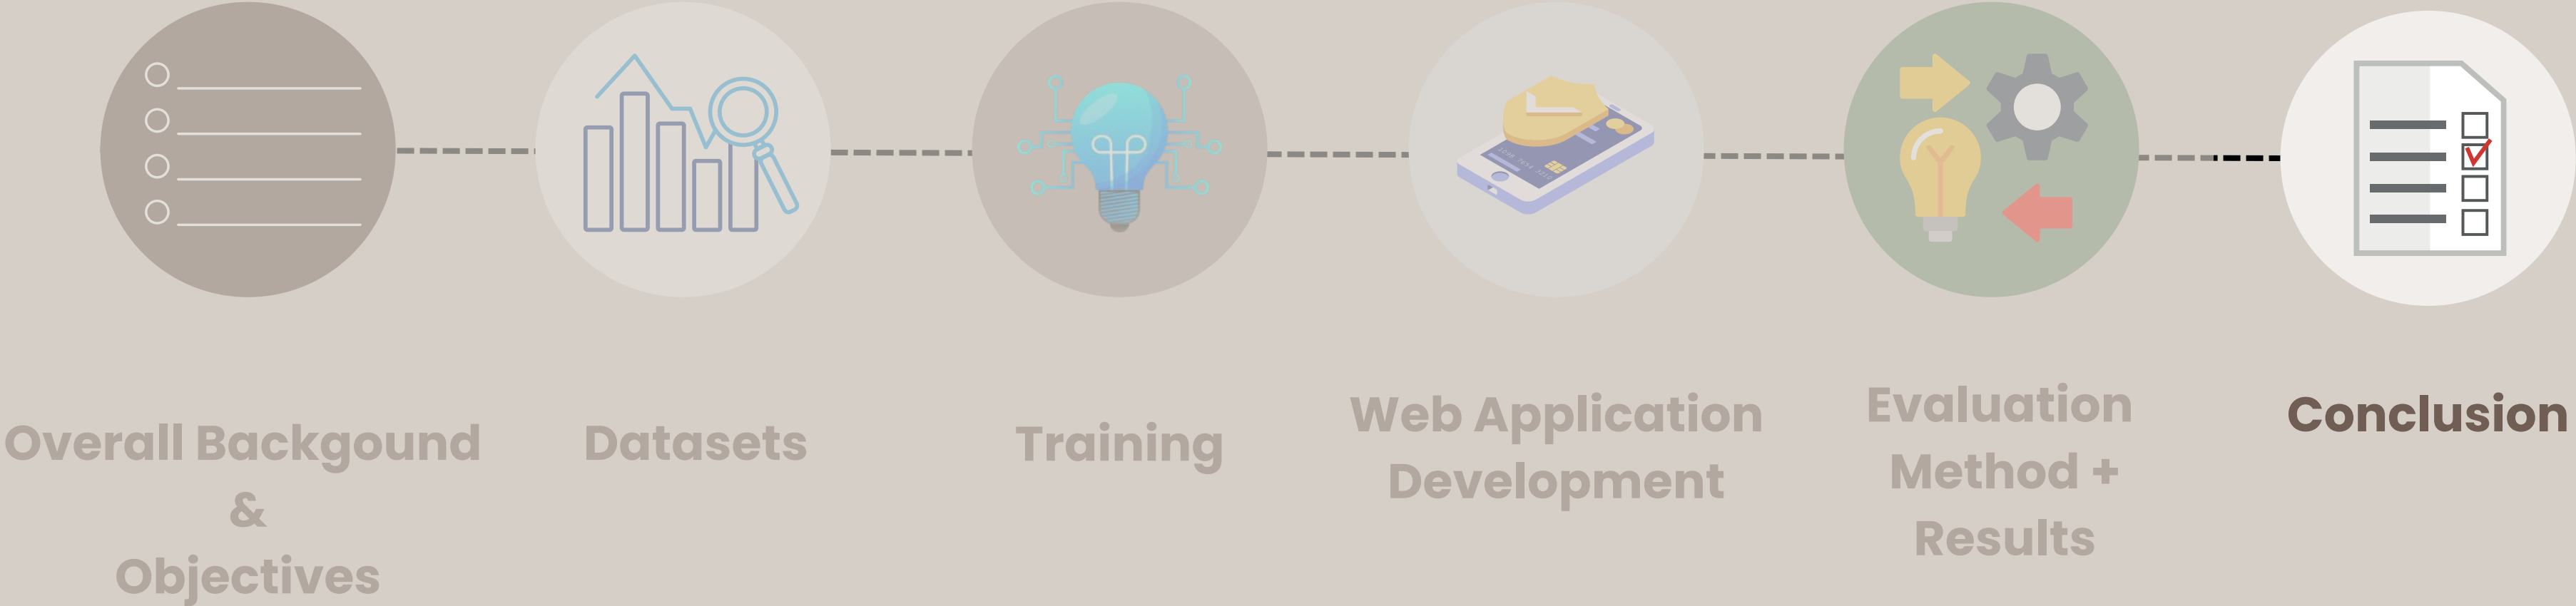 Overall Backgound
&
Objectives
Datasets
Training
Web Application
Development
Evaluation
Method +
Results
Conclusion